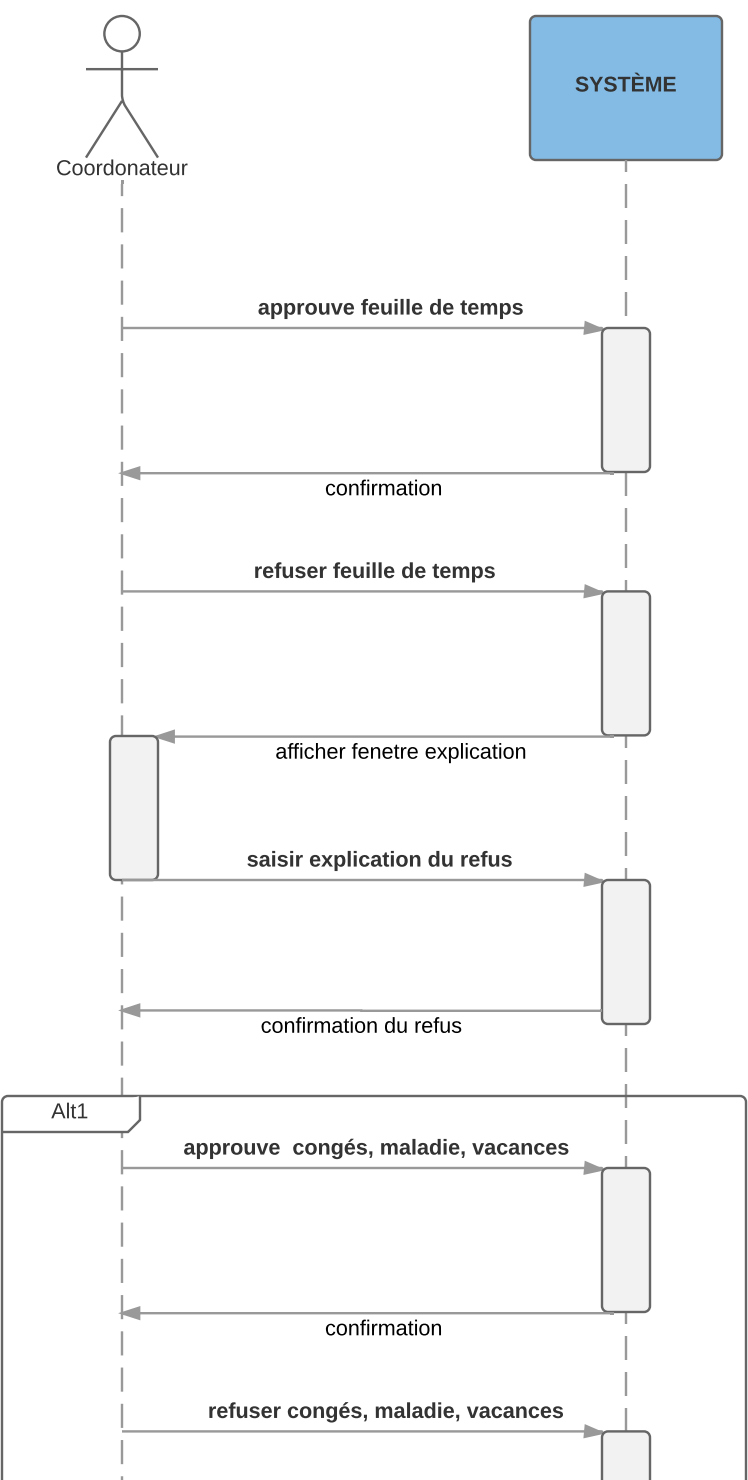 SYSTÈME
Coordonateur
approuve feuille de temps
confirmation
refuser feuille de temps
afficher fenetre explication
saisir explication du refus
confirmation du refus
Alt1
approuve  congés, maladie, vacances
confirmation
refuser congés, maladie, vacances